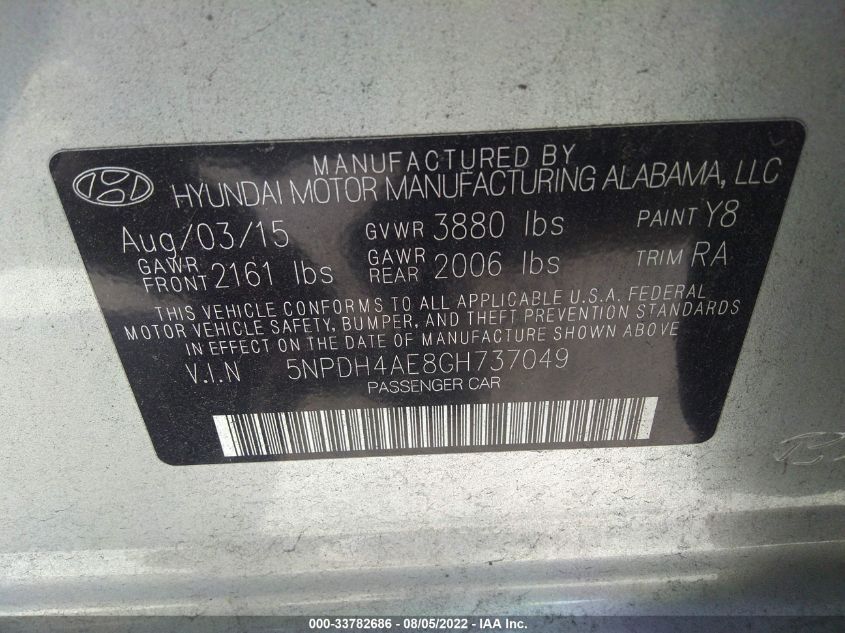 MANUFACTURED BY
HYUNDAI MOTOR MANUFACTURING ALABAMA, LLC
Aug/03/15 GVWR 3880 lbs PAINT Y8
GAWR FRONT 2161 lbs GAWR REAR 2006 lbs TRIM RA
THIS VEHICLE CONFORMS TO ALL APPLICABLE U.S.A. FEDERAL
MOTOR VEHICLE SAFETY, BUMPER, AND THEFT PREVENTION STANDARDS
IN EFFECT ON THE DATE OF MANUFACTURE SHOWN ABOVE
V.I.N 5NPDH4AE8GH737049
PASSENGER CAR
000-33782686 - 08/05/2022 - IAA Inc.